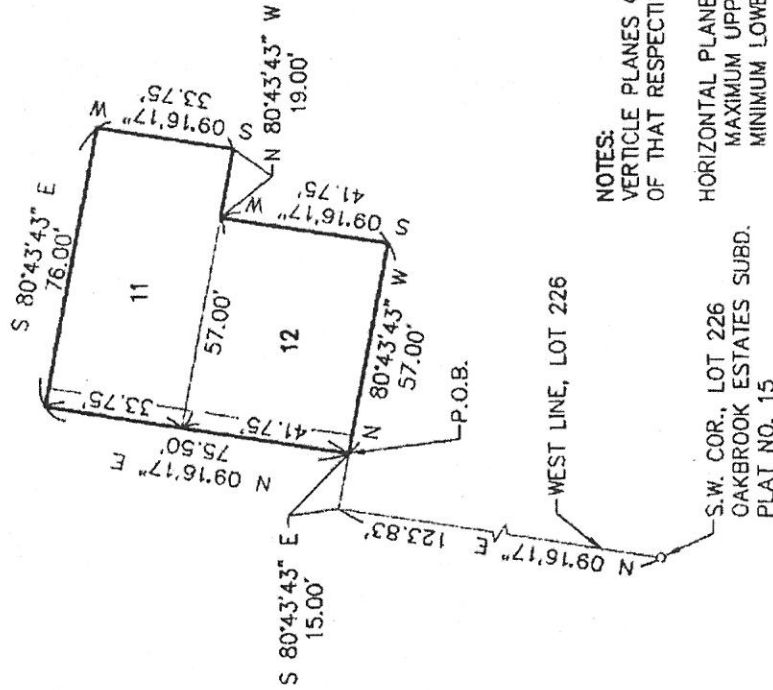 S 80°43'43" E
76.00'
S 09°16'17" W
33.75'
N 80°43'43" W
19.00'
11
33.75'
57.00'
S 09°16'17" W
41.75'
12
41.75'
N 09°16'17" E
75.50'
N 80°43'43" W
57.00'
P.O.B.
S 80°43'43" E
15.00'
N 09°16'17" E 123.83'
WEST LINE, LOT 226
S.W. COR., LOT 226
OAKBROOK ESTATES SUBD.
PLAT NO. 15
NOTES:
VERTICLE PLANES
OF THAT RESPECTI
HORIZONTAL PLANE
MAXIMUM UPP
MINIMUM LOWE